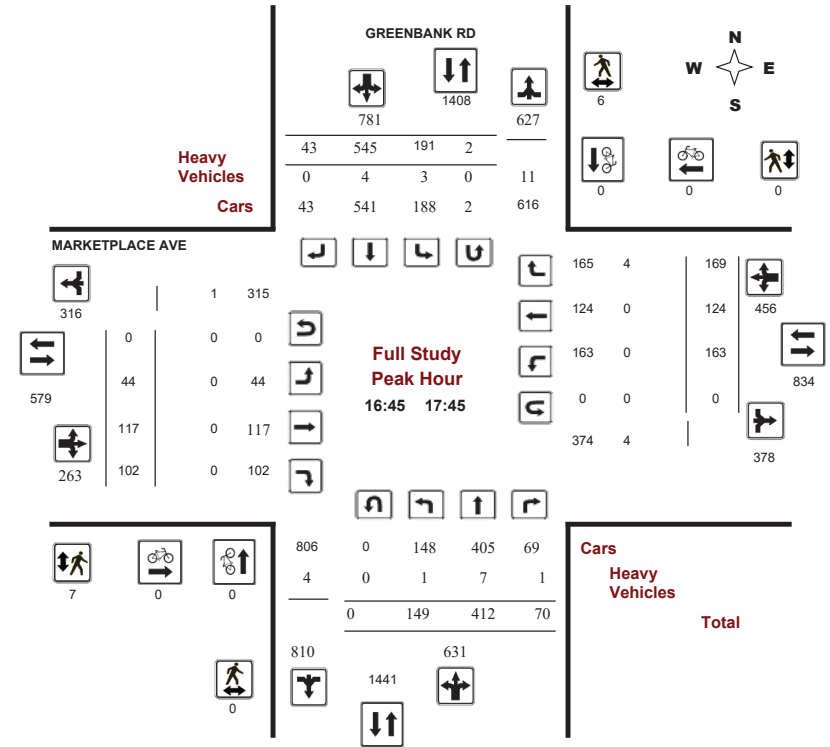 GREENBANK RD
N
W E
S
1408
6
781 627
43 545 191 2
Heavy
Vehicles
0 4 3 0 11
Cars 43 541 188 2 616
0 0 0
MARKETPLACE AVE
316
1 315
0 0 0
579
44 0 44
117 0 117
263
102 0 102
Full Study
Peak Hour
16:45 17:45
165 4 169
124 0 124 456
163 0 163
834
0 0 0
374 4
378
7 0 0
806 0 148 405 69 Cars
4 0 1 7 1 Heavy
Vehicles
0 149 412 70 Total
810 631
1441
0